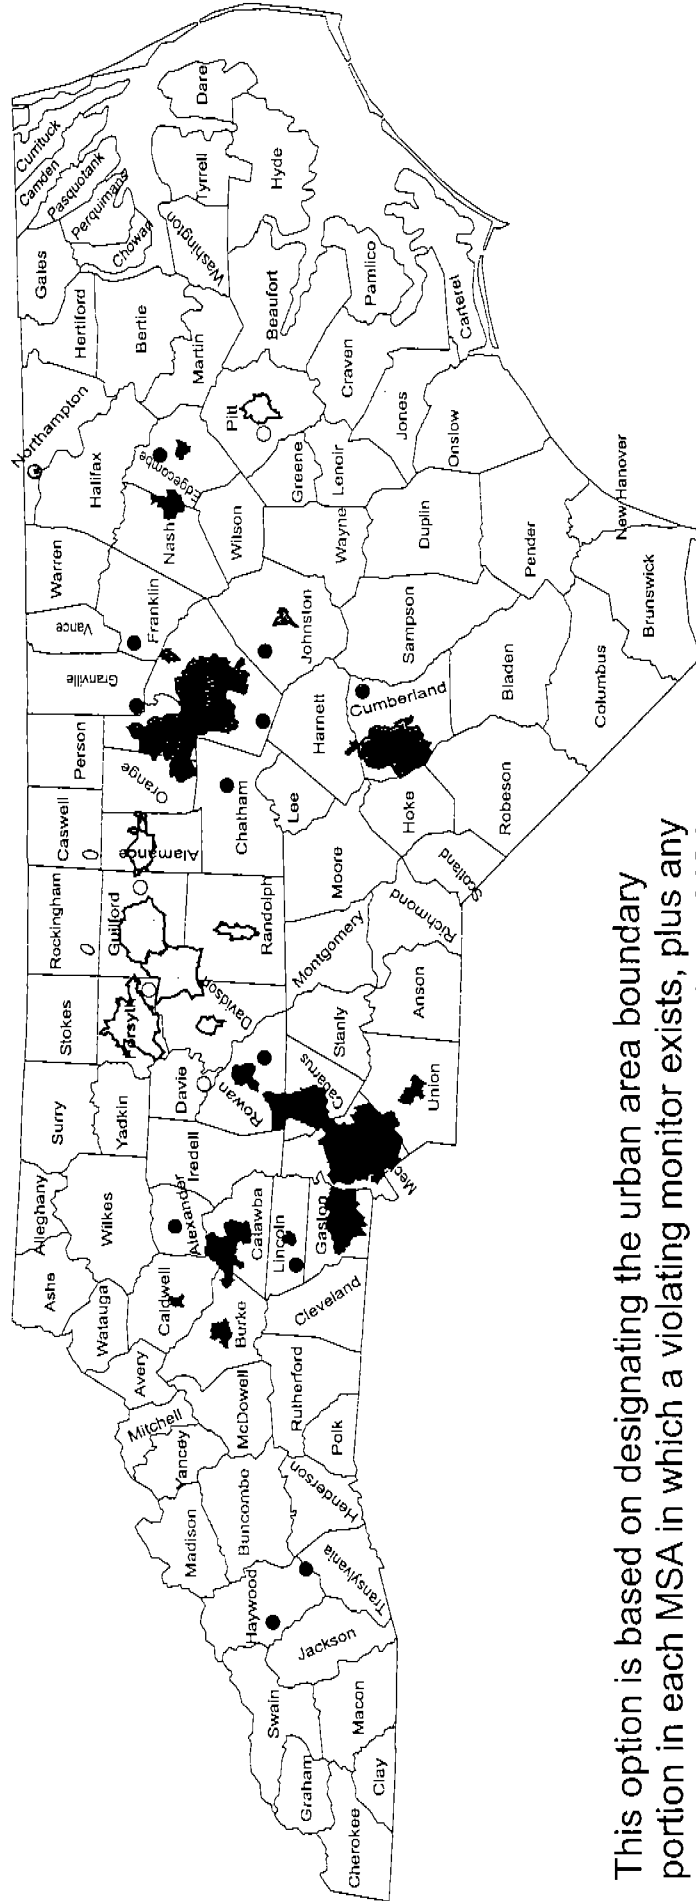 Currituck
Camden
Pasquotank
Perquimans
Chowan
Gates
Hertiford
Northampton
Bertie
Halifax
Martin
Washington
Tyrrell
Dare
Hyde
Beaufort
Pamlico
Carteret
Craven
Pitt
Edgecombe
Nash
Warren
Vance
Franklin
Granville
Wilson
Greene
Lenoir
Jones
Onslow
Wayne
Duplin
Johnston
Sampson
Pender
New Hanover
Brunswick
Columbus
Bladen
Cumberland
Harnett
Person
Orange
Caswell
Alamance
Chatham
Lee
Hoke
Robeson
Scotland
Moore
Rockingham
Guilford
Randolph
Montgomery
Richmond
Stokes
Forsyth
Davidson
Stanly
Anson
Surry
Yadkin
Davie
Rowan
Cabarrus
Union
Iredell
Mec
Alleghany
Wilkes
Alexander
Catawba
Lincoln
Gaston
Ashe
Watauga
Caldwell
Burke
Cleveland
Avery
Mitchell
Yancey
McDowell
Rutherford
Polk
Madison
Buncombe
Henderson
Haywood
Transylvania
Jackson
Swain
Macon
Graham
Clay
Cherokee
This option is based on designating the urban area boundary
portion in each MSA in which a violating monitor exists, plus any